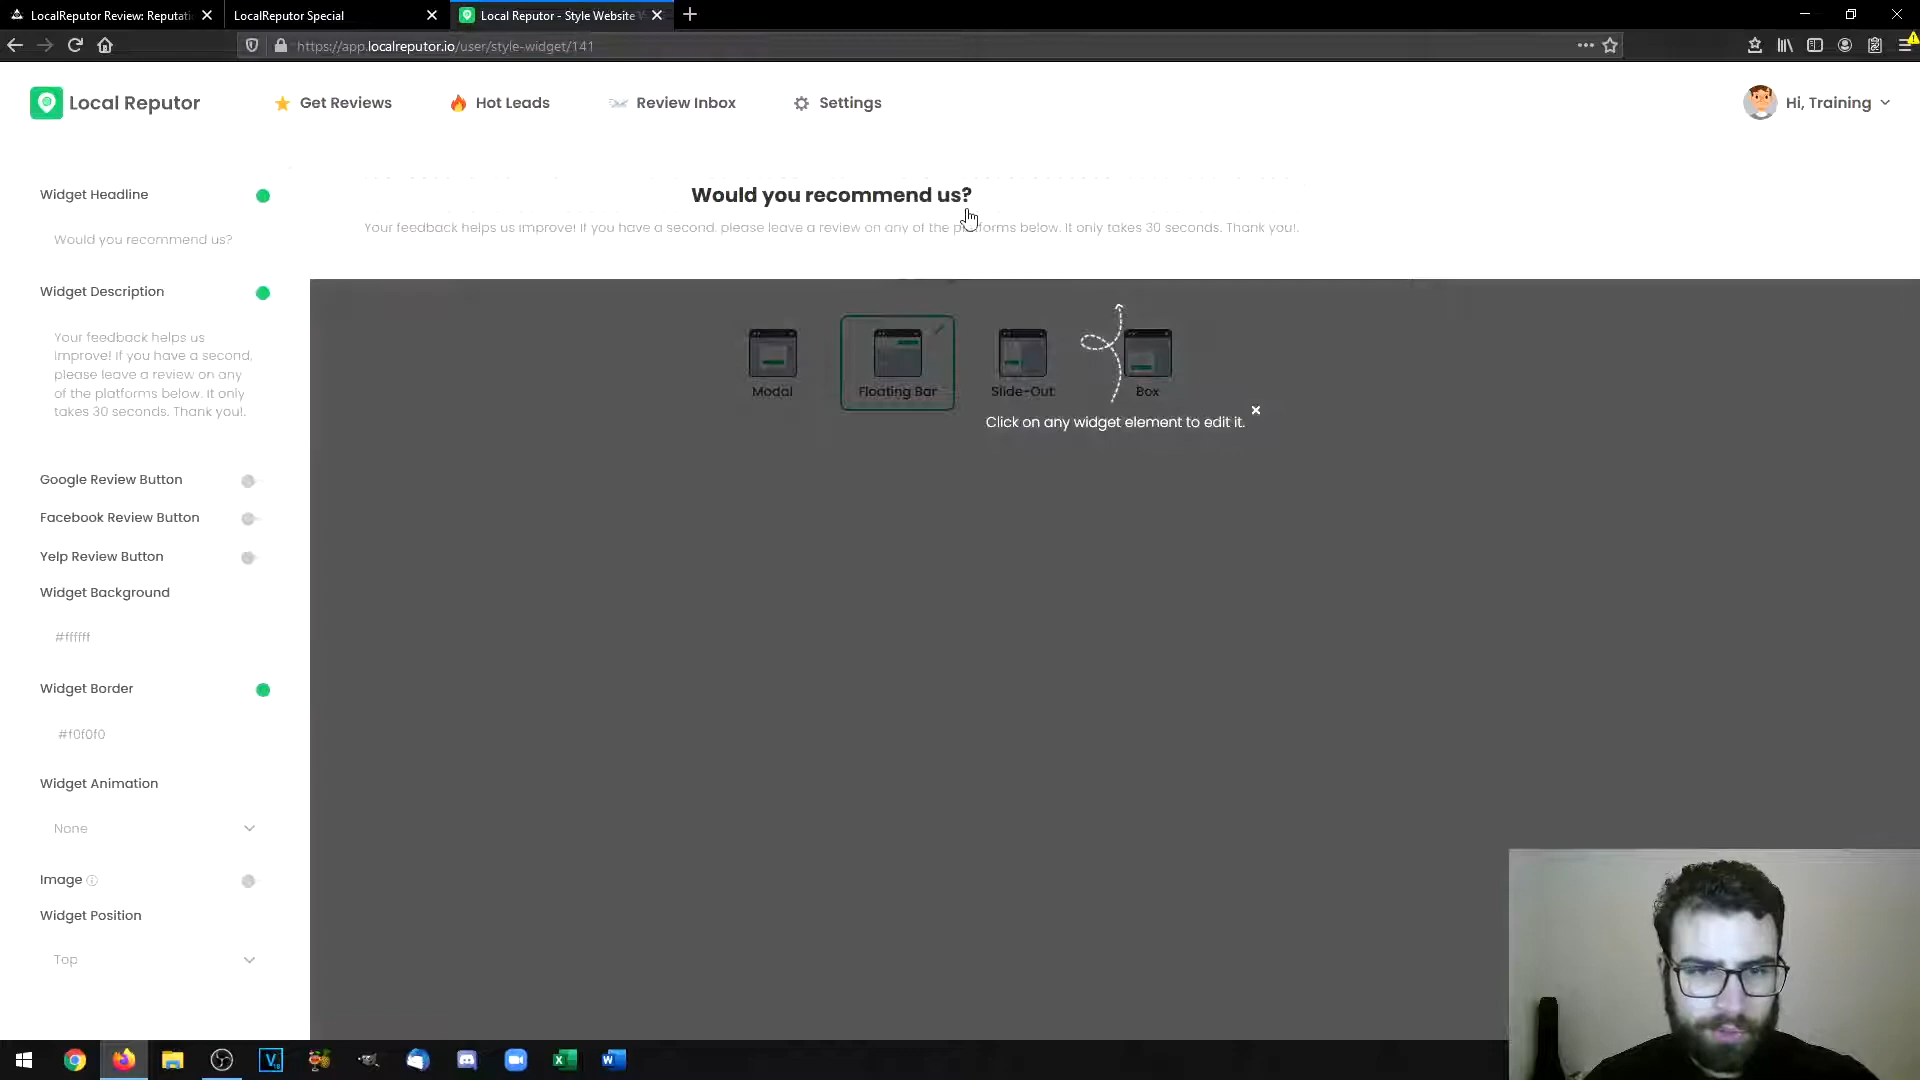 LocalReputor Review: Reputati
LocalReputor Special
Local Reputor - Style Website
https://app.localreputor.io/user/style-widget/141
Local Reputor
Get Reviews
Hot Leads
Review Inbox
Settings
Hi, Training
Widget Headline
Would you recommend us?
Widget Description
Your feedback helps us
improve! If you have a second,
please leave a review on any
of the platforms below. It only
takes 30 seconds. Thank you!.
Google Review Button
Facebook Review Button
Yelp Review Button
Widget Background
#ffffff
Widget Border
#f0f0f0
Widget Animation
None
Image
Widget Position
Top
Would you recommend us?
Your feedback helps us improve! If you have a second, please leave a review on any of the platforms below. It only takes 30 seconds. Thank you!.
Modal
Floating Bar
Slide-Out
Box
Click on any widget element to edit it.